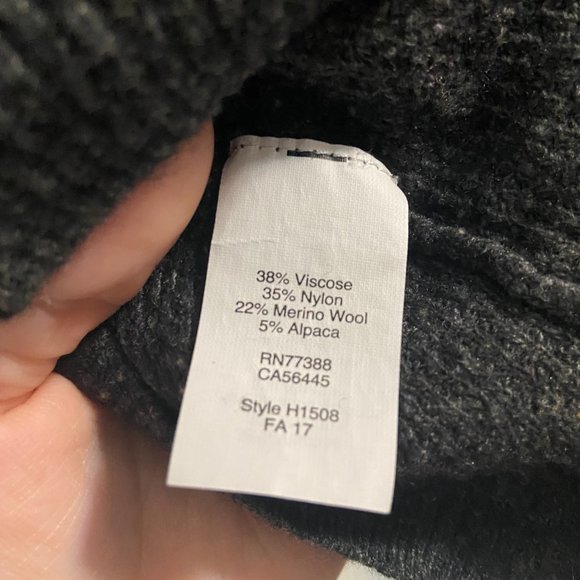 38% Viscose
35% Nylon
22% Merino Wool
5% Alpaca
RN77388
CA56445
Style H1508
FA 17